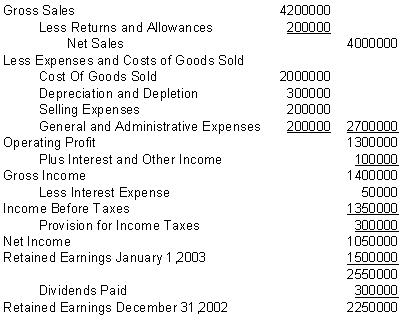 Gross Sales 4200000
Less Returns and Allowances 200000
Net Sales 4000000
Less Expenses and Costs of Goods Sold
Cost Of Goods Sold 2000000
Depreciation and Depletion 300000
Selling Expenses 200000
General and Administrative Expenses 200000 2700000
Operating Profit 1300000
Plus Interest and Other Income 100000
Gross Income 1400000
Less Interest Expense 50000
Income Before Taxes 1350000
Provision for Income Taxes 300000
Net Income 1050000
Retained Earnings January 1,2003 1500000
2550000
Dividends Paid 300000
Retained Earnings December 31,2002 2250000